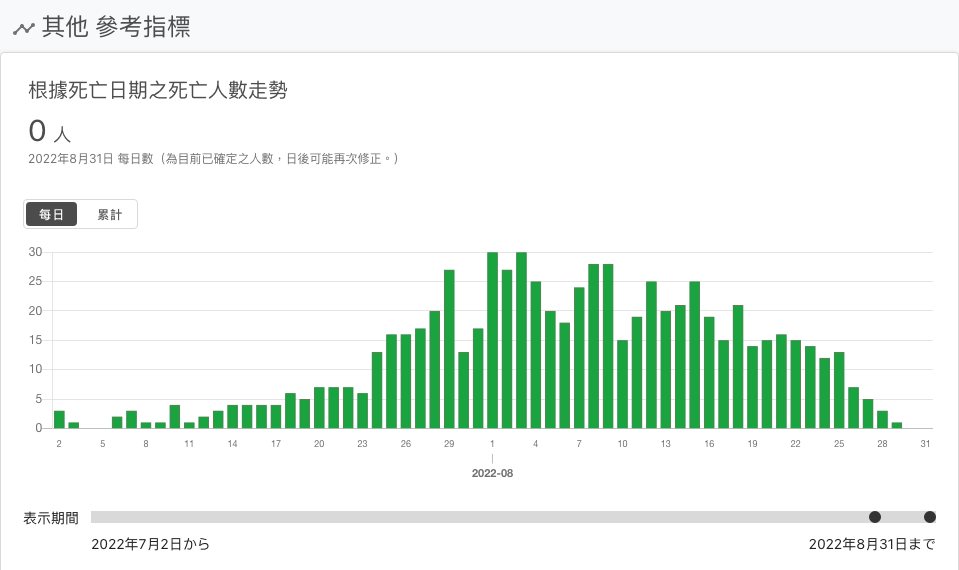 其他 參考指標
根據死亡日期之死亡人數走勢
0 人
2022年8月31日 每日數（為目前已確定之人數，日後可能再次修正。）
每日 累計
30
25
20
15
10
5
0
2 5 8 11 14 17 20 23 26 29 1 4 7 10 13 16 19 22 25 28 31
2022-08
表示期間
2022年7月2日から 2022年8月31日まで